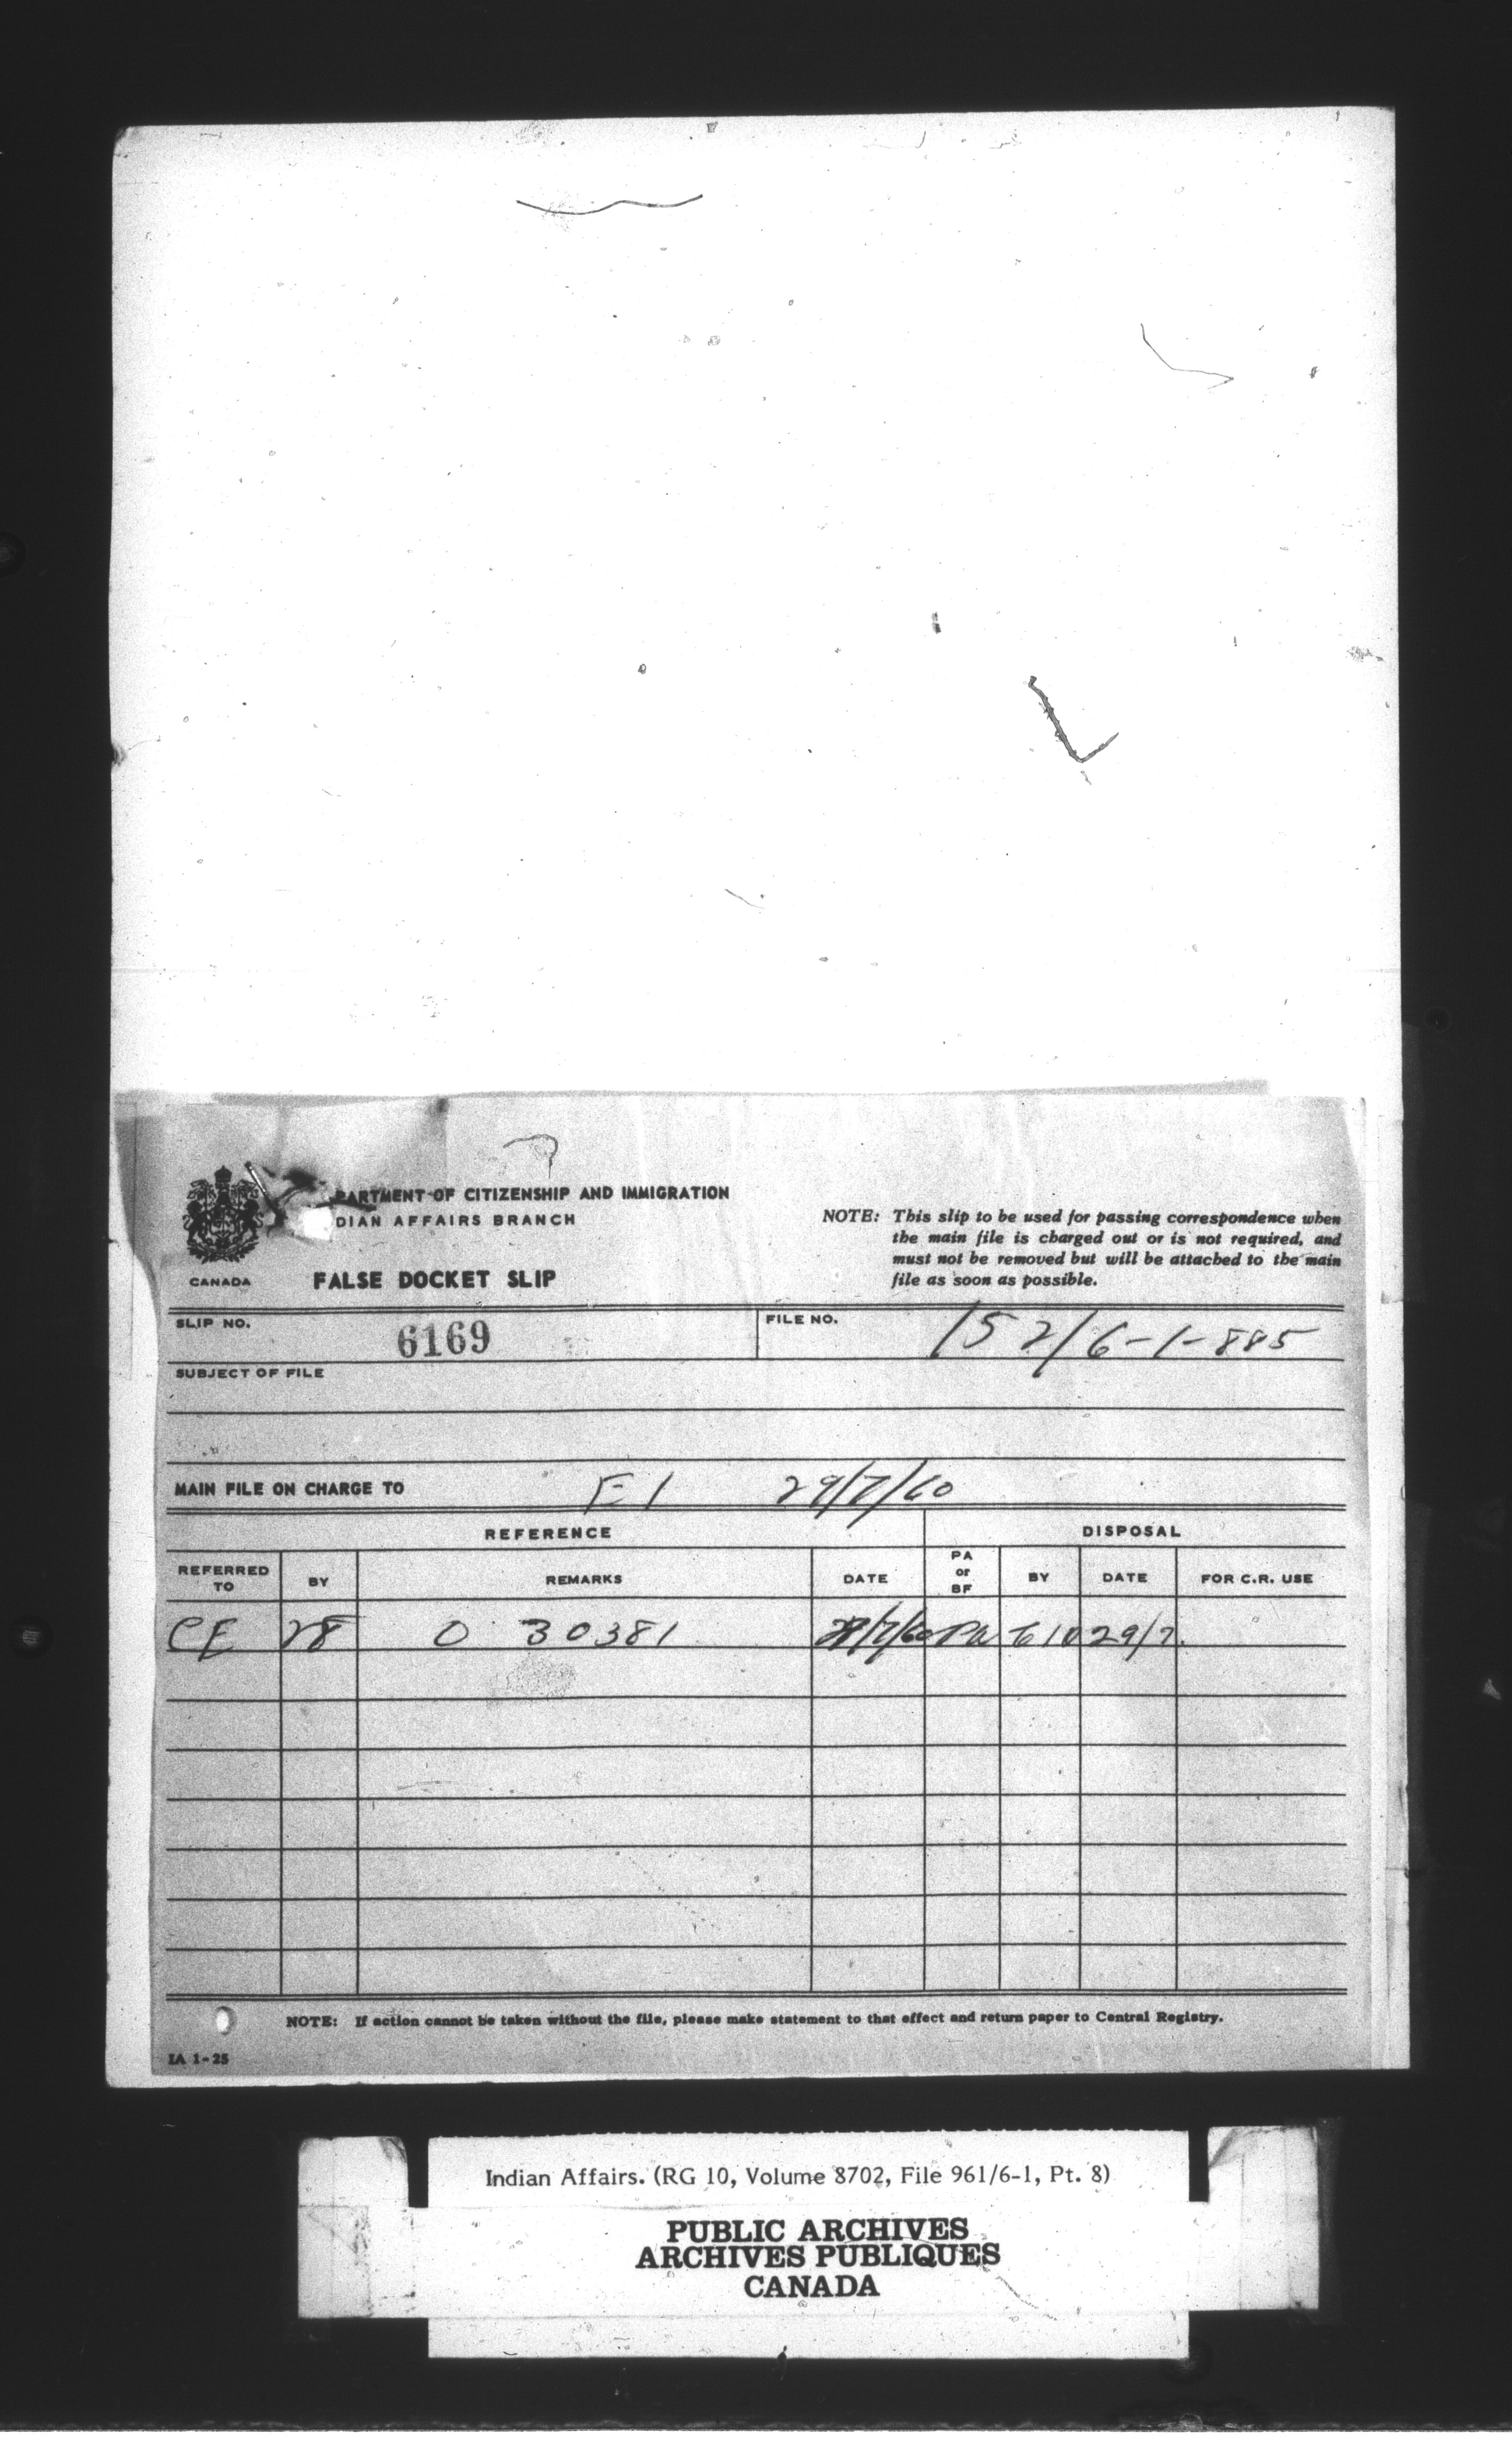 PARTMENT OF CITIZENSHIP AND IMMIGRATION
DIAN AFFAIRS BRANCH
CANADA
FALSE DOCKET SLIP
NOTE: This slip to be used for passing correspondence when
the main file is charged out or is not required, and
must not be removed but will be attached to the main
file as soon as possible.
SLIP NO. 6169 FILE NO. 152/6-1-885
SUBJECT OF FILE
MAIN FILE ON CHARGE TO E1 29/7/60
REFERENCE DISPOSAL
REFERRED TO BY REMARKS DATE PA or BF BY DATE FOR C.R. USE
CE 28 0 30381 PA 29/7
NOTE: If action cannot be taken without the file, please make statement to that effect and return paper to Central Registry.
IA 1-25
Indian Affairs. (RG 10, Volume 8702, File 961/6-1, Pt. 8)
PUBLIC ARCHIVES
ARCHIVES PUBLIQUES
CANADA